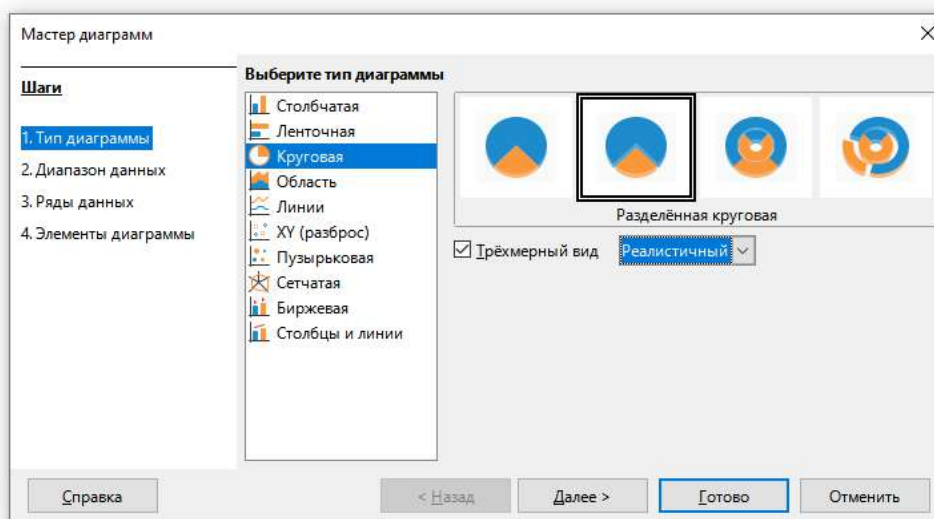 Мастер диаграмм
Шаги
1. Тип диаграммы
2. Диапазон данных
3. Ряды данных
4. Элементы диаграммы
Выберите тип диаграммы
Столбчатая
Ленточная
Круговая
Область
Линии
XY (разброс)
Пузырьковая
Сетчатая
Биржевая
Столбцы и линии
Разделённая круговая
Трёхмерный вид
Реалистичный
Справка
< Назад
Далее >
Готово
Отменить